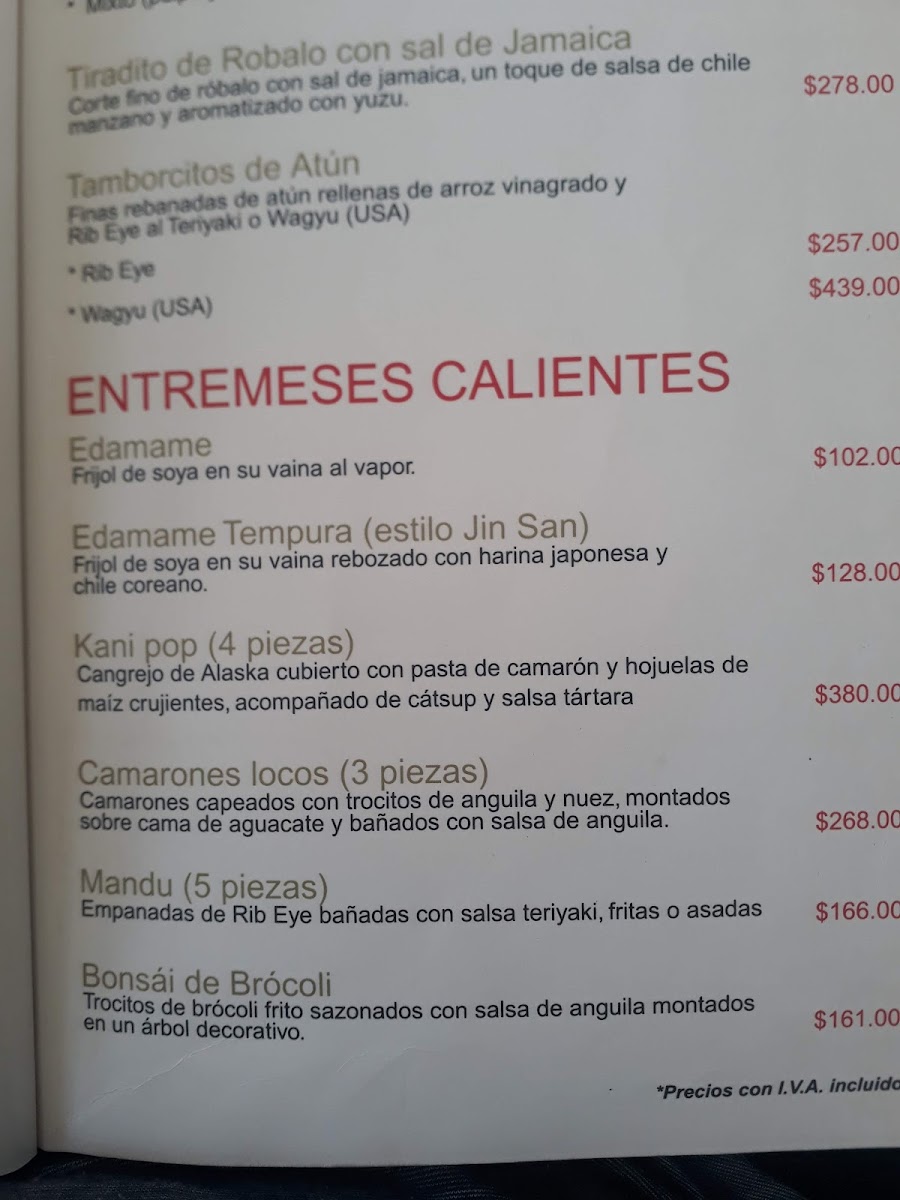 Tiradito de Robalo con sal de Jamaica
Corte fino de róbalo con sal de jamaica, un toque de salsa de chile
manzano y aromatizado con yuzu.
$278.00
Tamborcitos de Atún
Finas rebanadas de atún rellenas de arroz vinagrado y
Rib Eye al Teriyaki o Wagyu (USA)
* Rib Eye
$257.00
* Wagyu (USA)
$439.00
ENTREMESES CALIENTES
Edamame
Frijol de soya en su vaina al vapor.
$102.00
Edamame Tempura (estilo Jin San)
Frijol de soya en su vaina rebozado con harina japonesa y
chile coreano.
$128.00
Kani pop (4 piezas)
Cangrejo de Alaska cubierto con pasta de camarón y hojuelas de
maíz crujientes, acompañado de cátsup y salsa tártara
$380.00
Camarones locos (3 piezas)
Camarones capeados con trocitos de anguila y nuez, montados
sobre cama de aguacate y bañados con salsa de anguila.
$268.00
Mandu (5 piezas)
Empanadas de Rib Eye bañadas con salsa teriyaki, fritas o asadas
$166.00
Bonsái de Brócoli
Trocitos de brócoli frito sazonados con salsa de anguila montados
en un árbol decorativo.
$161.00
*Precios con I.V.A. incluido